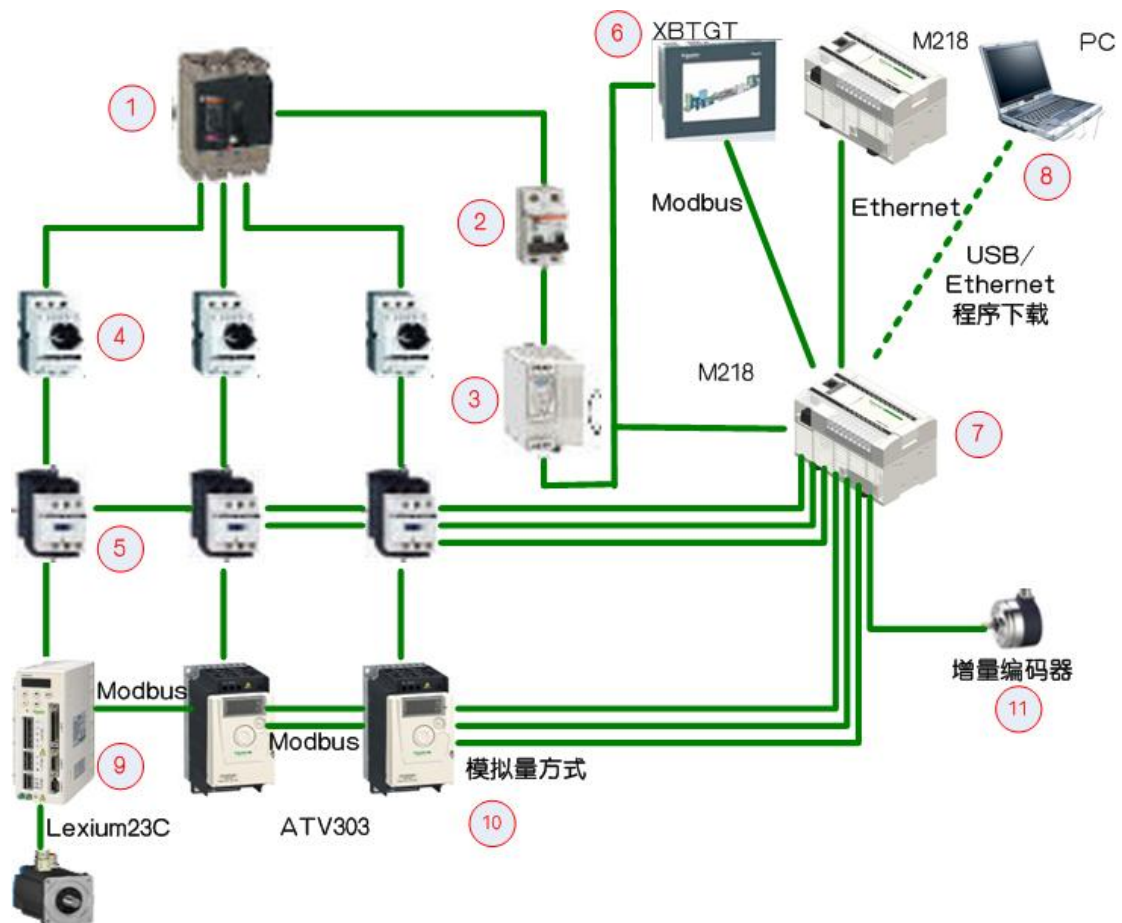 6
XBTGT
M218
PC
1
8
2
Modbus
Ethernet
USB/
Ethernet
程序下载
4
3
M218
7
5
增量编码器
11
Modbus
Modbus
9
模拟量方式
10
Lexium23C
ATV303